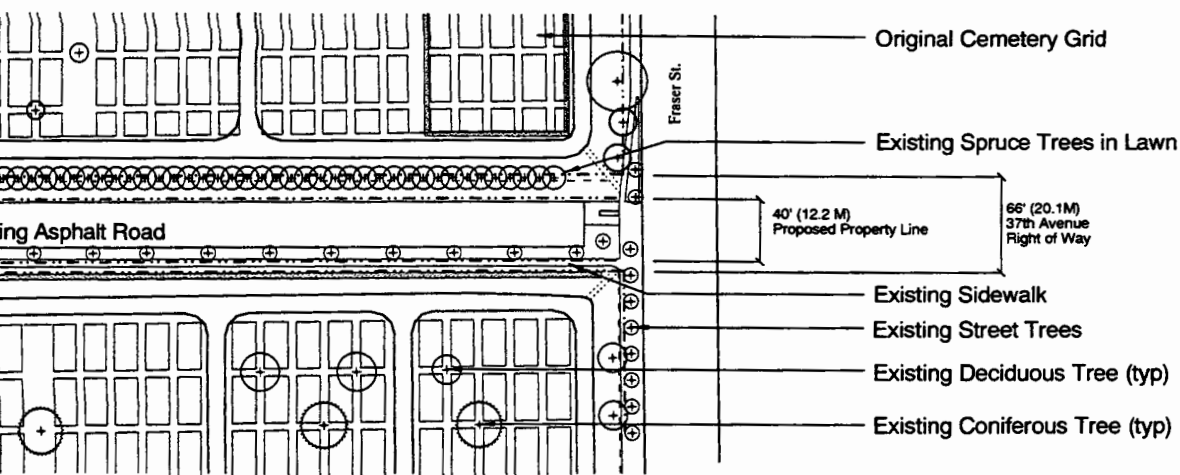 Original Cemetery Grid
Fraser St.
Existing Spruce Trees in Lawn
40' (12.2 M)
Proposed Property Line
66' (20.1M)
37th Avenue
Right of Way
ing Asphalt Road
Existing Sidewalk
Existing Street Trees
Existing Deciduous Tree (typ)
Existing Coniferous Tree (typ)